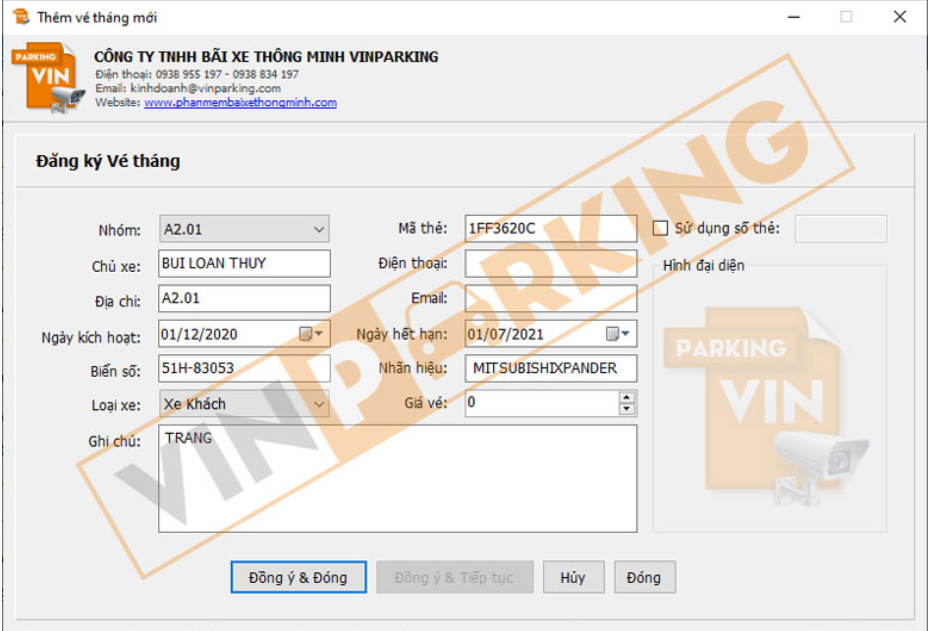 Thêm vé tháng mới
PARKING
VIN
CÔNG TY TNHH BÃI XE THÔNG MINH VINPARKING
Điện thoại: 0938 955 197 - 0938 834 197
Email: kinhdoanh@vinparking.com
Website: www.phanmembaixethongminh.com
Đăng ký Vé tháng
Nhóm: A2.01 Mã thẻ: 1FF3620C Sử dụng số thẻ:
Chủ xe: BUI LOAN THUY Điện thoại: Hình đại diện
Địa chỉ: A2.01 Email:
Ngày kích hoạt: 01/12/2020 Ngày hết hạn: 01/07/2021
Biển số: 51H-83053 Nhãn hiệu: MITSUBISHIXPANDER
Loại xe: Xe Khách Giá vé: 0
Ghi chú: TRANG
PARKING
VIN
VINPARKING
Đồng ý & Đóng Đồng ý & Tiếp tục Hủy Đóng